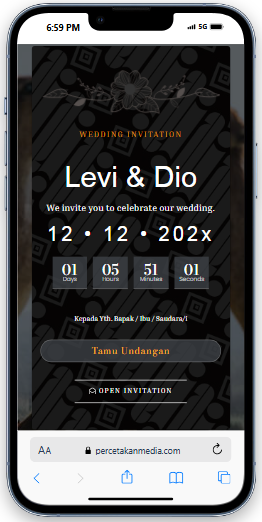 6:59 PM
5G
WEDDING INVITATION
Levi & Dio
We invite you to celebrate our wedding.
12 • 12 • 202x
01 05 51 01
Days Hours Minutes Seconds
Kepada Yth. Bapak / Ibu / Saudara/i
Tamu Undangan
OPEN INVITATION
AA percetakanmedia.com